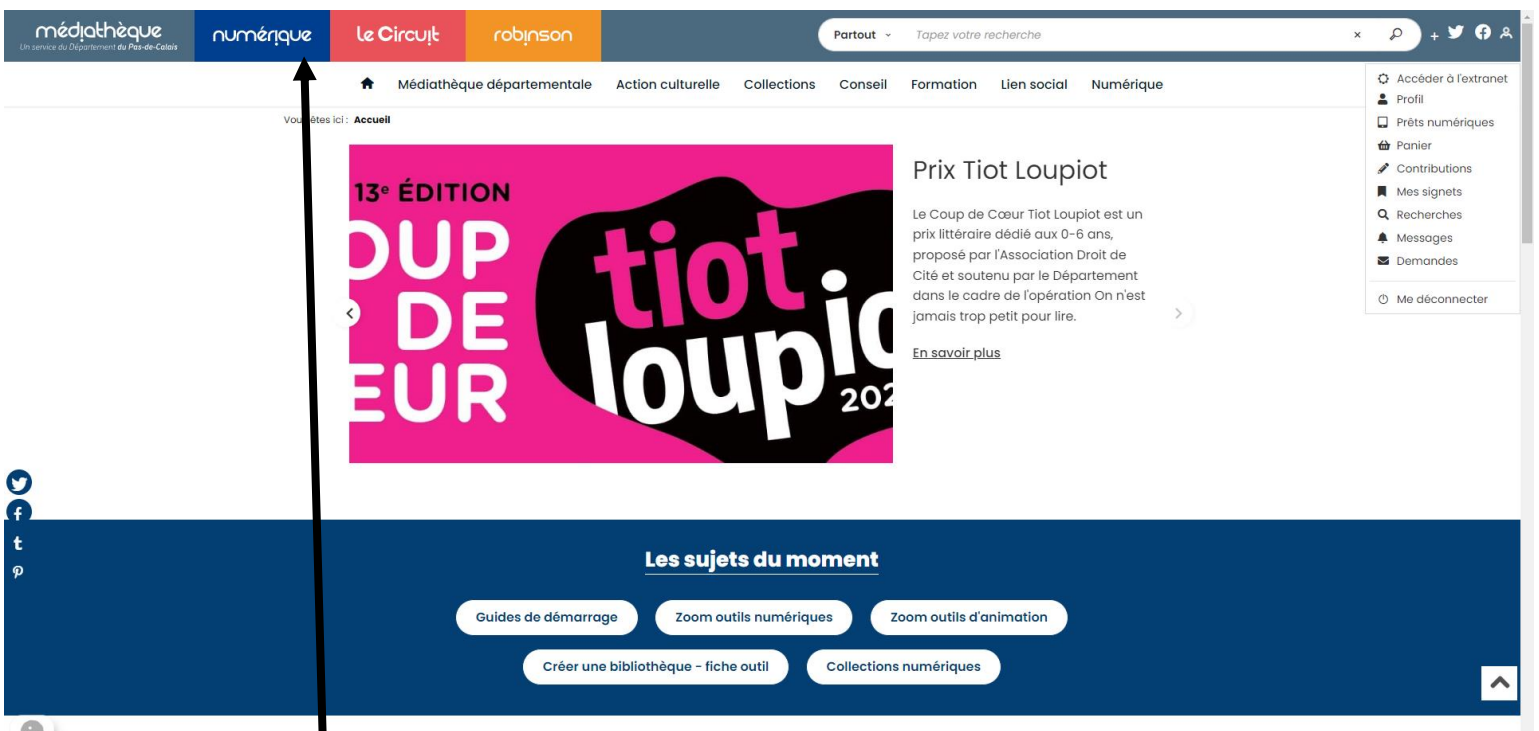 médiathèque
Un service du Département du Pas-de-Calais
numérique
le Circuit
robinson
Partout
Tapez votre recherche
×
+
Médiathèque départementale
Action culturelle
Collections
Conseil
Formation
Lien social
Numérique
Accéder à l'extranet
Profil
Prêts numériques
Panier
Contributions
Mes signets
Recherches
Messages
Demandes
Me déconnecter
ici : Accueil
13e ÉDITION
OUP
DE
EUR
tiot
loupio
202
Prix Tiot Loupiot
Le Coup de Cœur Tiot Loupiot est un
prix littéraire dédié aux 0-6 ans,
proposé par l'Association Droit de
Cité et soutenu par le Département
dans le cadre de l'opération On n'est
jamais trop petit pour lire.
En savoir plus
Les sujets du moment
Guides de démarrage
Zoom outils numériques
Zoom outils d'animation
Créer une bibliothèque - fiche outil
Collections numériques